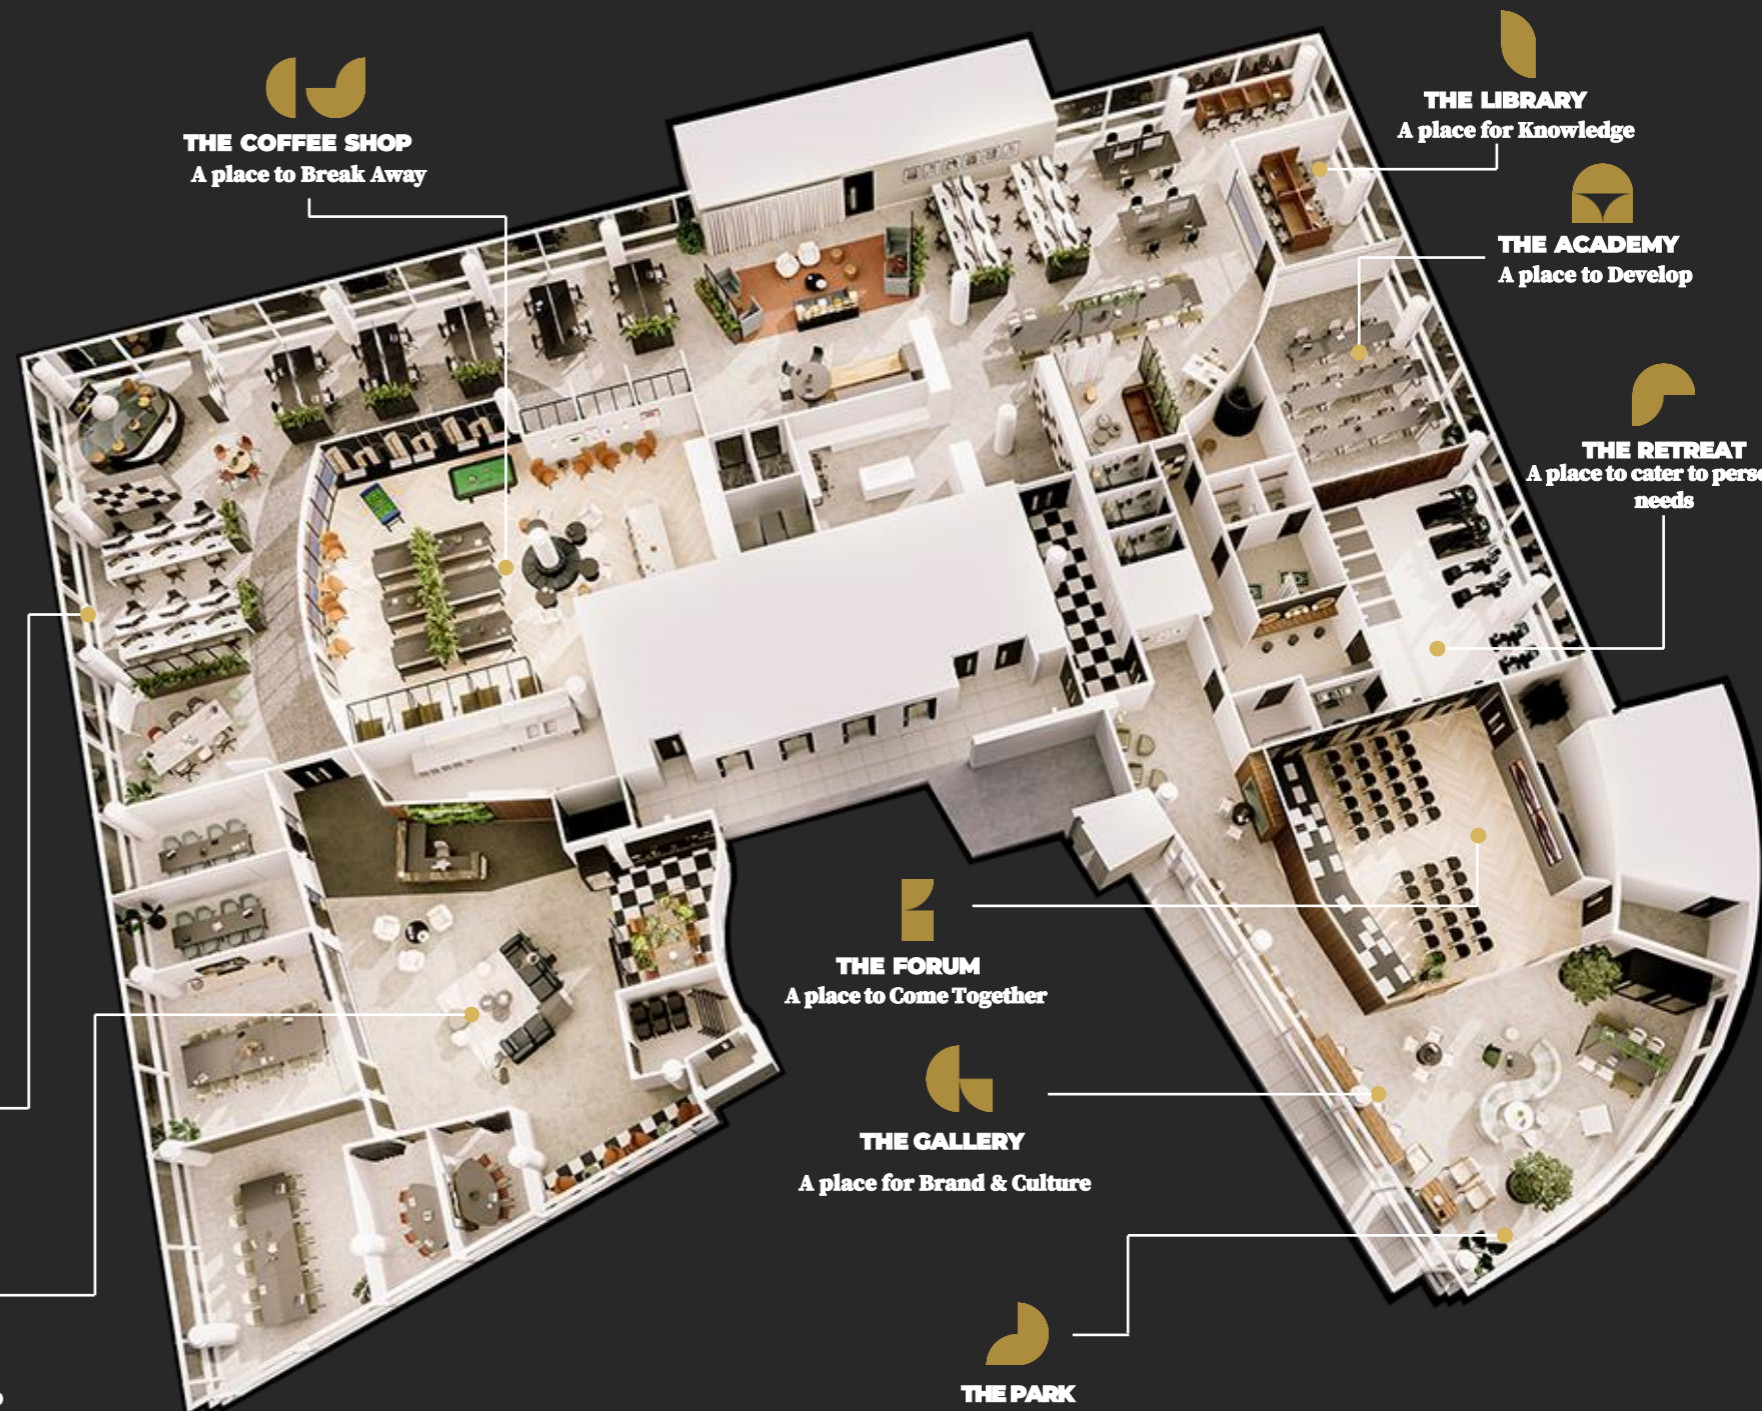 THE COFFEE SHOP
A place to Break Away
THE LIBRARY
A place for Knowledge
THE ACADEMY
A place to Develop
THE RETREAT
A place to cater to perso
needs
THE FORUM
A place to Come Together
THE GALLERY
A place for Brand & Culture
THE PARK